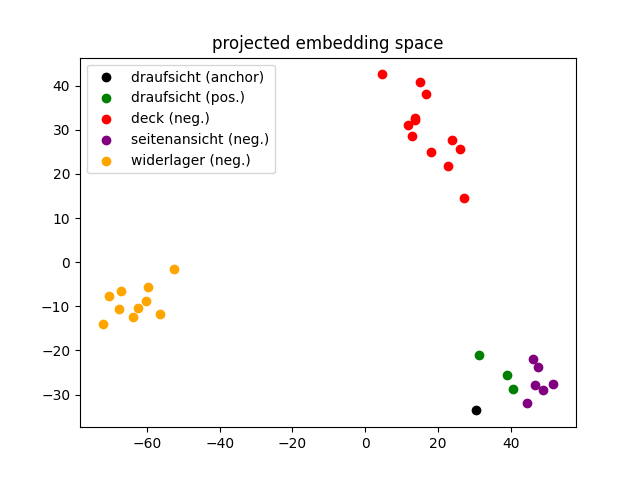 projected embedding space
draufsicht (anchor)
draufsicht (pos.)
deck (neg.)
seitenansicht (neg.)
widerlager (neg.)
40
30
20
10
0
−10
−20
−30
−60 −40 −20 0 20 40